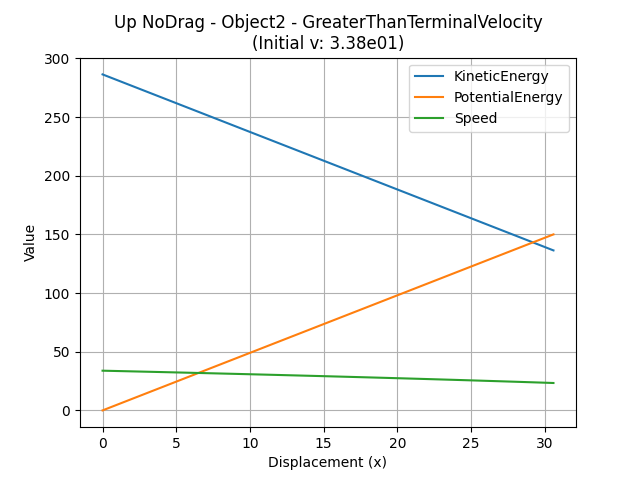 Up NoDrag - Object2 - GreaterThanTerminalVelocity
(Initial v: 3.38e01)
300
250
200
150
100
50
0
Value
KineticEnergy
PotentialEnergy
Speed
0 5 10 15 20 25 30
Displacement (x)